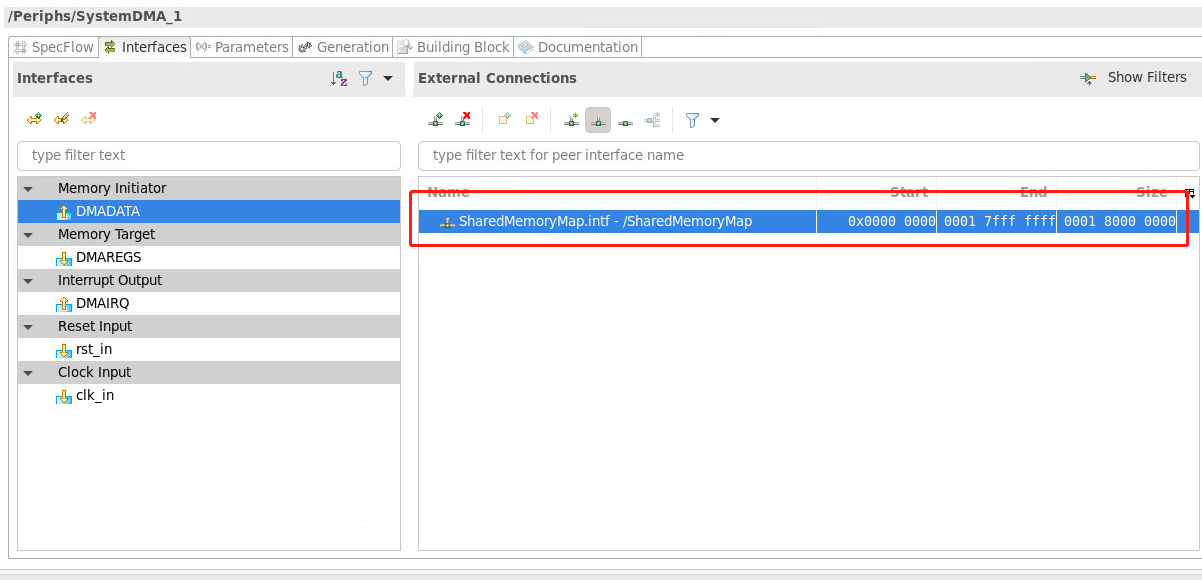 /Periphs/SystemDMA_1
SpecFlow Interfaces (x)= Parameters Generation Building Block Documentation
Interfaces
External Connections Show Filters
type filter text
type filter text for peer interface name
Memory Initiator
DMADATA
Memory Target
DMAREGS
Interrupt Output
DMAIRQ
Reset Input
rst_in
Clock Input
clk_in
Name Start End Size
SharedMemoryMap.intf - /SharedMemoryMap 0x0000 0000 0001 7fff ffff 0001 8000 0000